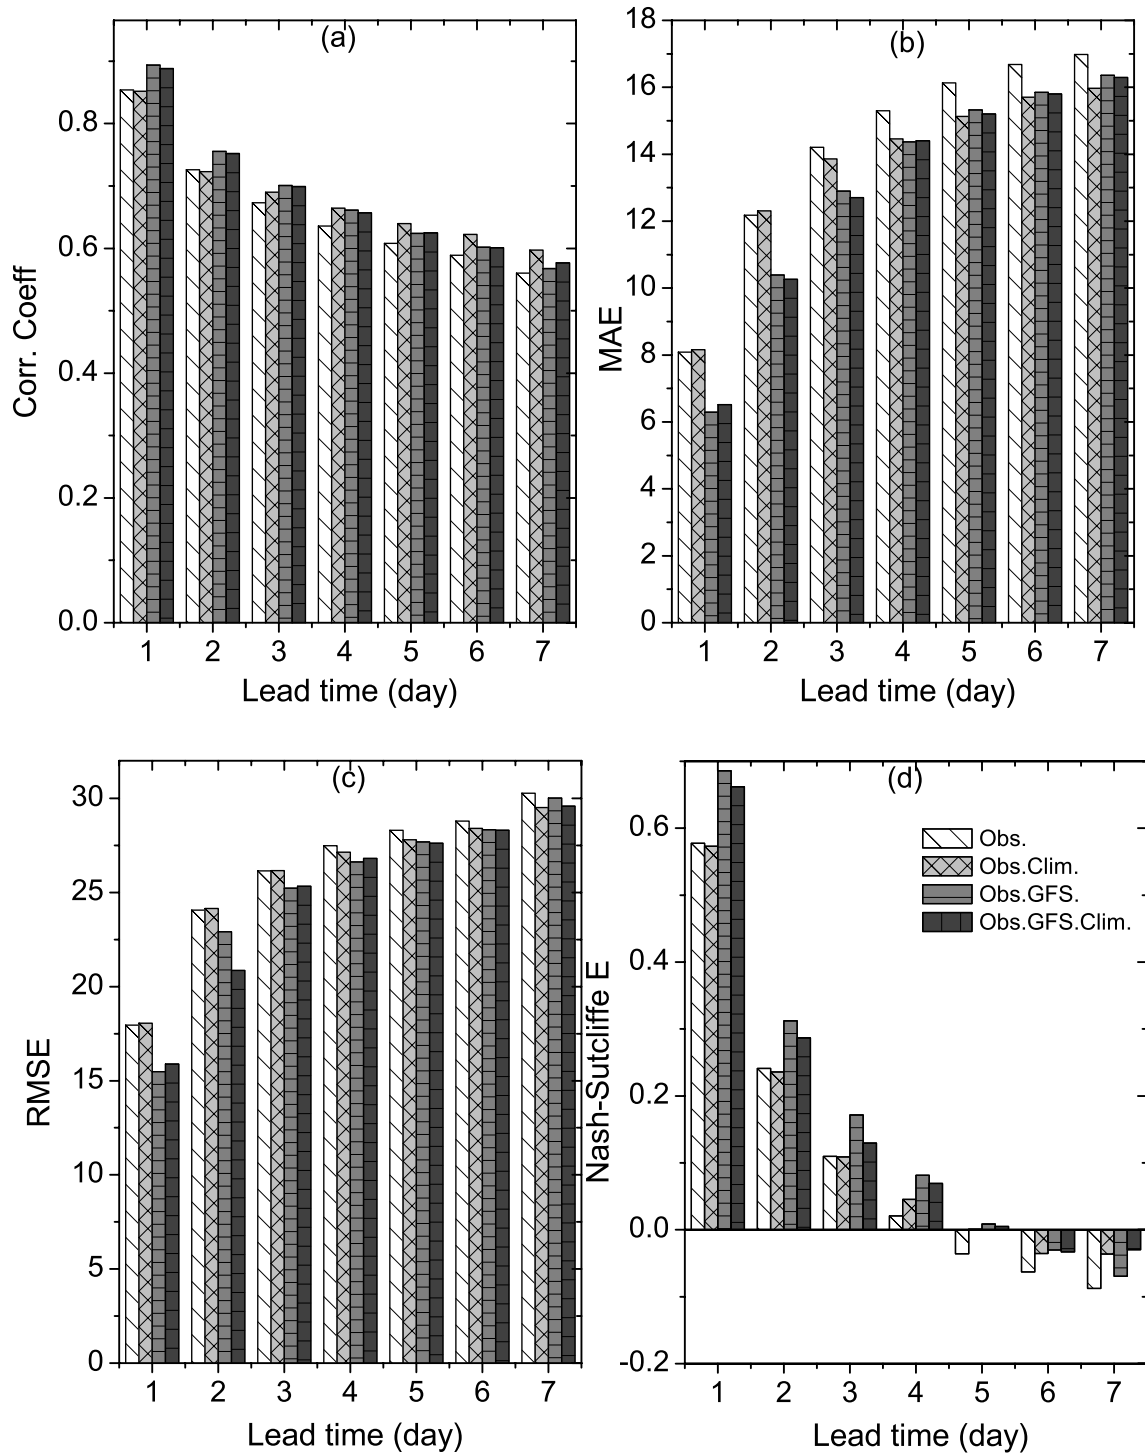 (a)
Corr. Coeff
0.8
0.6
0.4
0.2
0.0
1 2 3 4 5 6 7
Lead time (day)
(b)
MAE
18
16
14
12
10
8
6
4
2
0
1 2 3 4 5 6 7
Lead time (day)
(c)
RMSE
30
25
20
15
10
5
0
1 2 3 4 5 6 7
Lead time (day)
(d)
Nash-Sutcliffe E
0.6
0.4
0.2
0.0
-0.2
Obs.
Obs.Clim.
Obs.GFS.
Obs.GFS.Clim.
1 2 3 4 5 6 7
Lead time (day)